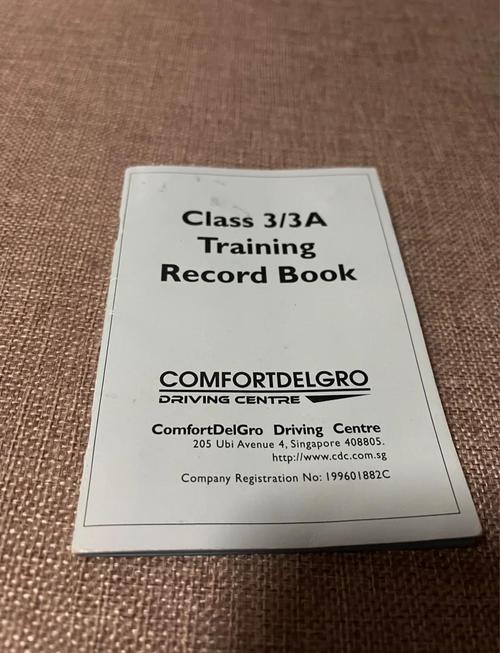 Class 3/3A
Training
Record Book
COMFORTDELGRO
DRIVING CENTRE
ComfortDelGro Driving Centre
205 Ubi Avenue 4, Singapore 408805.
http://www.cdc.com.sg
Company Registration No: 199601882C